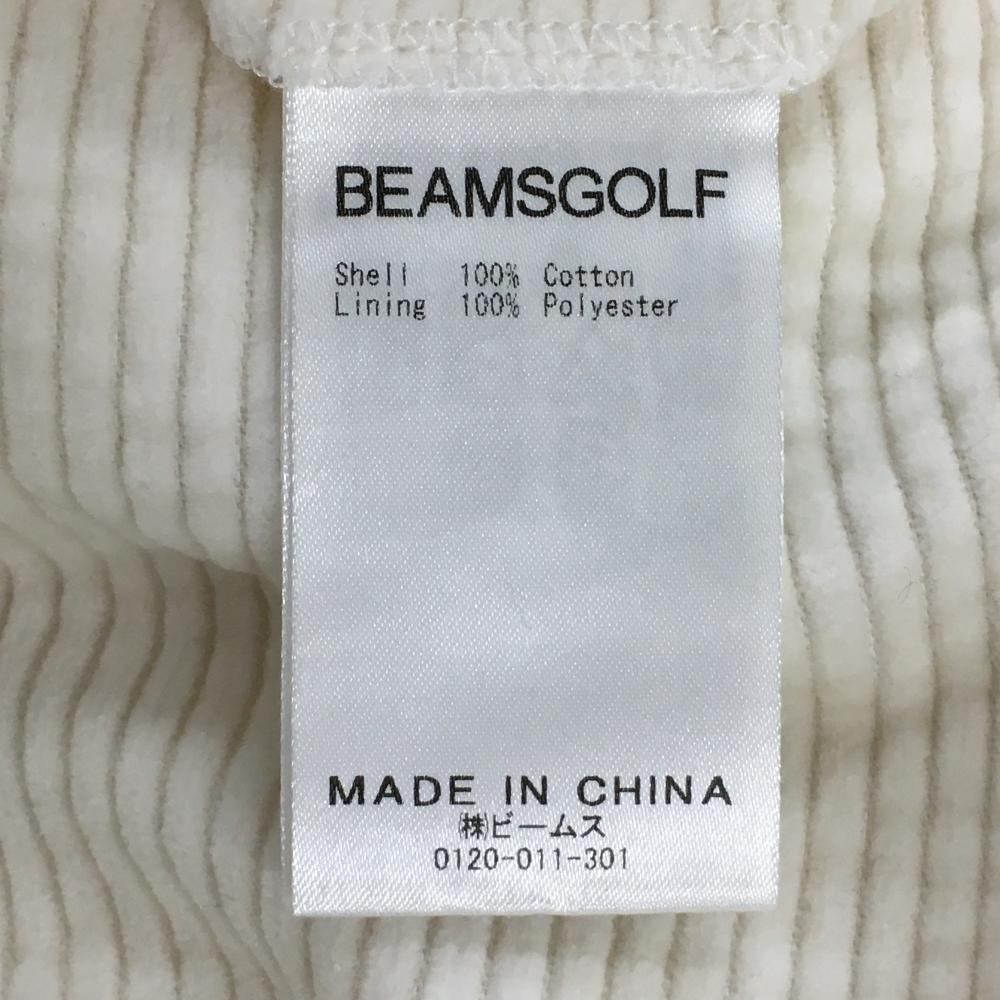 BEAMSGOLF
Shell 100% Cotton
Lining 100% Polyester
MADE IN CHINA
㈱ビームス
0120-011-301